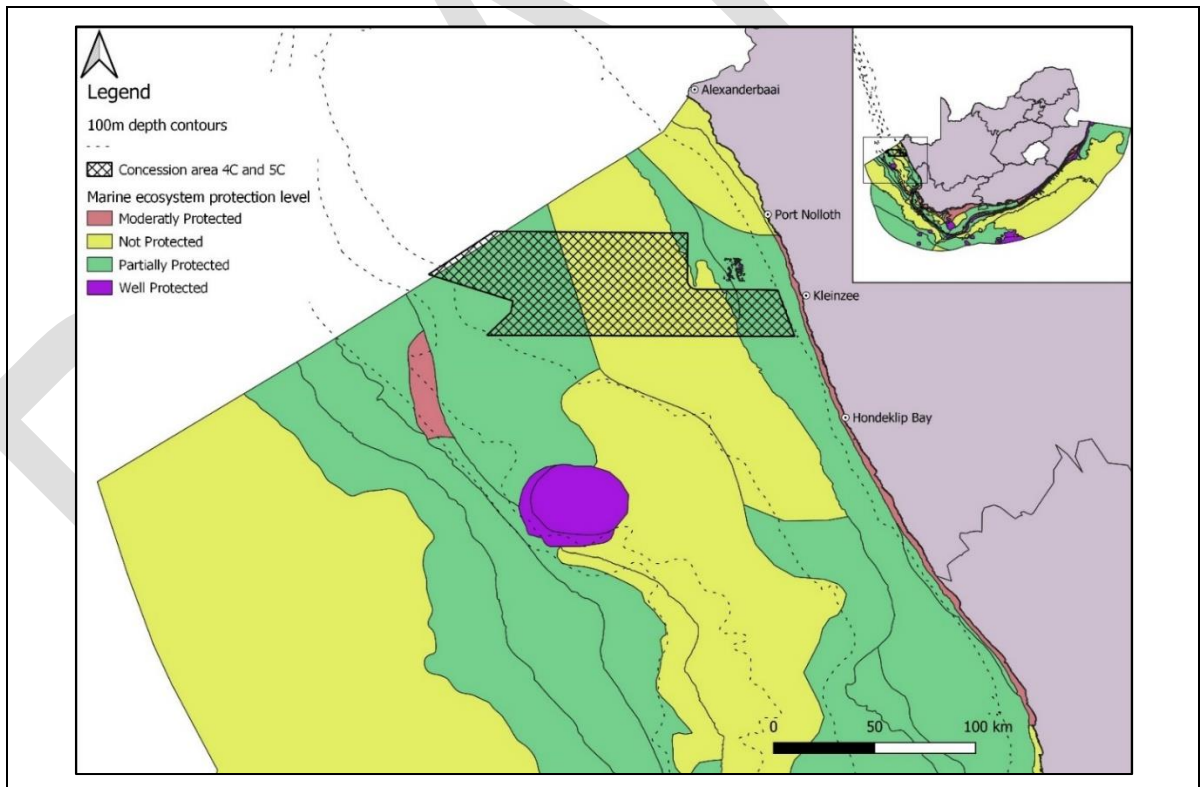 Legend
100m depth contours
Concession area 4C and 5C
Marine ecosystem protection level
Moderatly Protected
Not Protected
Partially Protected
Well Protected
Alexanderbaai
Port Nolloth
Kleinzee
Hondeklip Bay
0 50 100 km